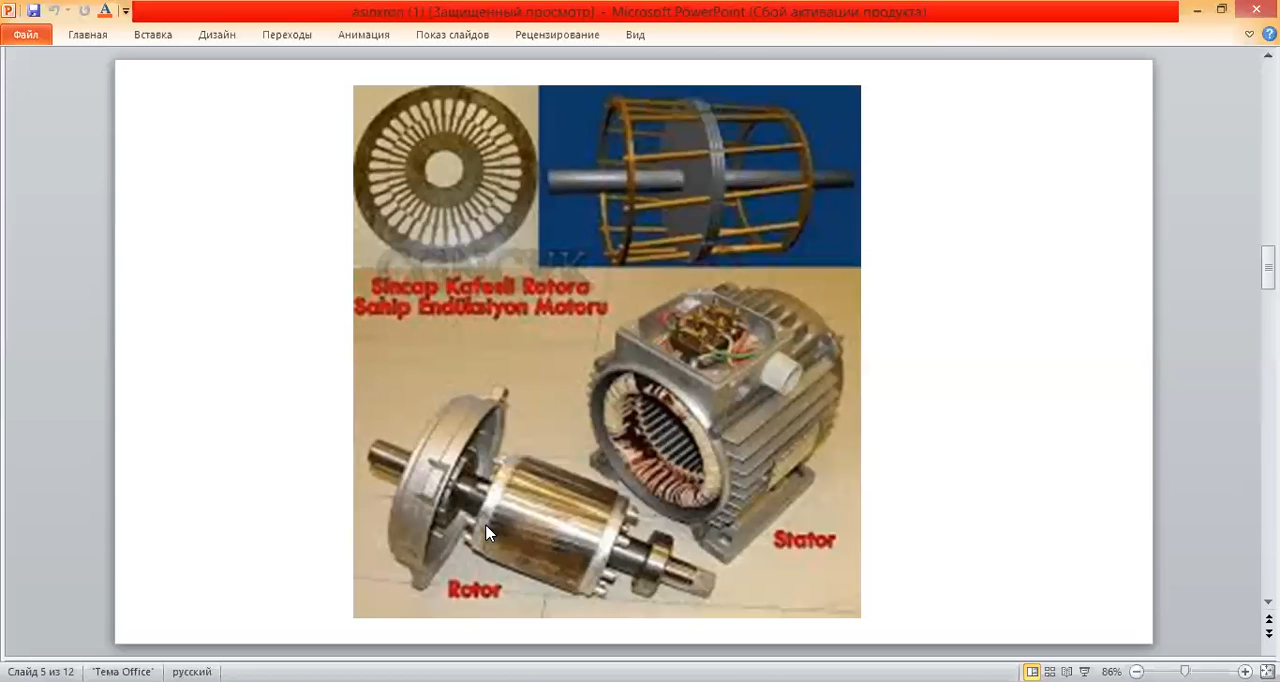 asinxron (1) [Защищенный просмотр] - Microsoft PowerPoint (Сбой активации продукта)
Файл Главная Вставка Дизайн Переходы Анимация Показ слайдов Рецензирование Вид
Sincap Kafesli Rotora
Sahip Endüksiyon Motoru
Stator
Rotor
Слайд 5 из 12 "Тема Office" русский 86%